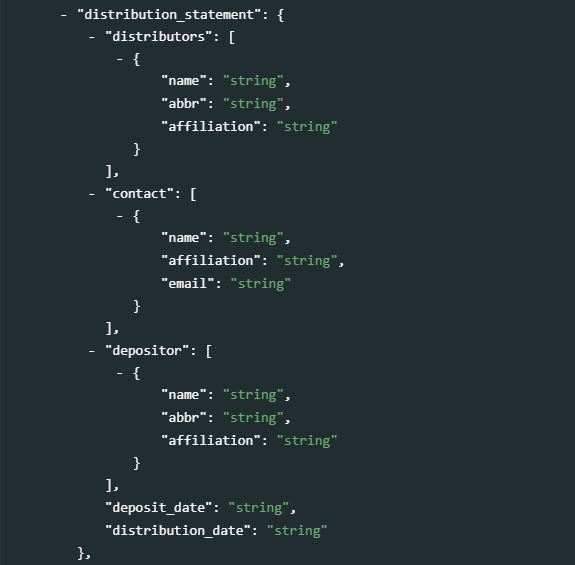 - "distribution_statement": {
- "distributors": [
- {
"name": "string",
"abbr": "string",
"affiliation": "string"
}
],
- "contact": [
- {
"name": "string",
"affiliation": "string",
"email": "string"
}
],
- "depositor": [
- {
"name": "string",
"abbr": "string",
"affiliation": "string"
}
],
"deposit_date": "string",
"distribution_date": "string"
},